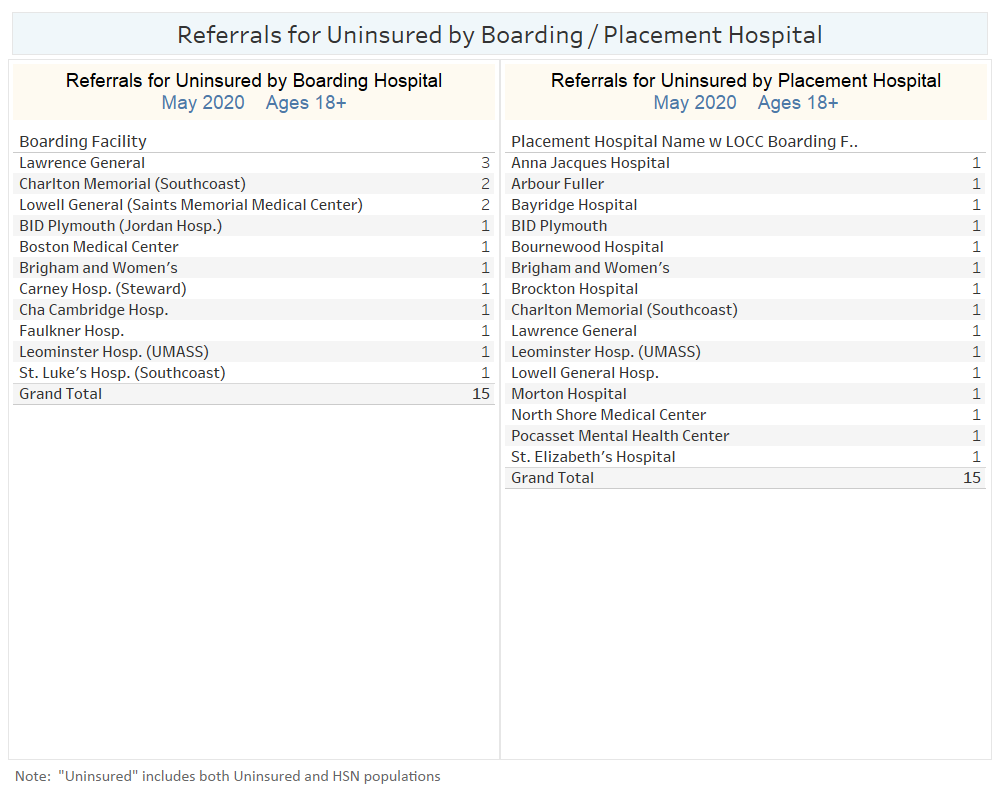 Referrals for Uninsured by Boarding / Placement Hospital
Referrals for Uninsured by Boarding Hospital
May 2020 Ages 18+
Boarding Facility
Lawrence General 3
Charlton Memorial (Southcoast) 2
Lowell General (Saints Memorial Medical Center) 2
BID Plymouth (Jordan Hosp.) 1
Boston Medical Center 1
Brigham and Women's 1
Carney Hosp. (Steward) 1
Cha Cambridge Hosp. 1
Faulkner Hosp. 1
Leominster Hosp. (UMASS) 1
St. Luke's Hosp. (Southcoast) 1
Grand Total 15
Referrals for Uninsured by Placement Hospital
May 2020 Ages 18+
Placement Hospital Name w LOCC Boarding F..
Anna Jacques Hospital 1
Arbour Fuller 1
Bayridge Hospital 1
BID Plymouth 1
Bournewood Hospital 1
Brigham and Women's 1
Brockton Hospital 1
Charlton Memorial (Southcoast) 1
Lawrence General 1
Leominster Hosp. (UMASS) 1
Lowell General Hosp. 1
Morton Hospital 1
North Shore Medical Center 1
Pocasset Mental Health Center 1
St. Elizabeth's Hospital 1
Grand Total 15
Note: "Uninsured" includes both Uninsured and HSN populations